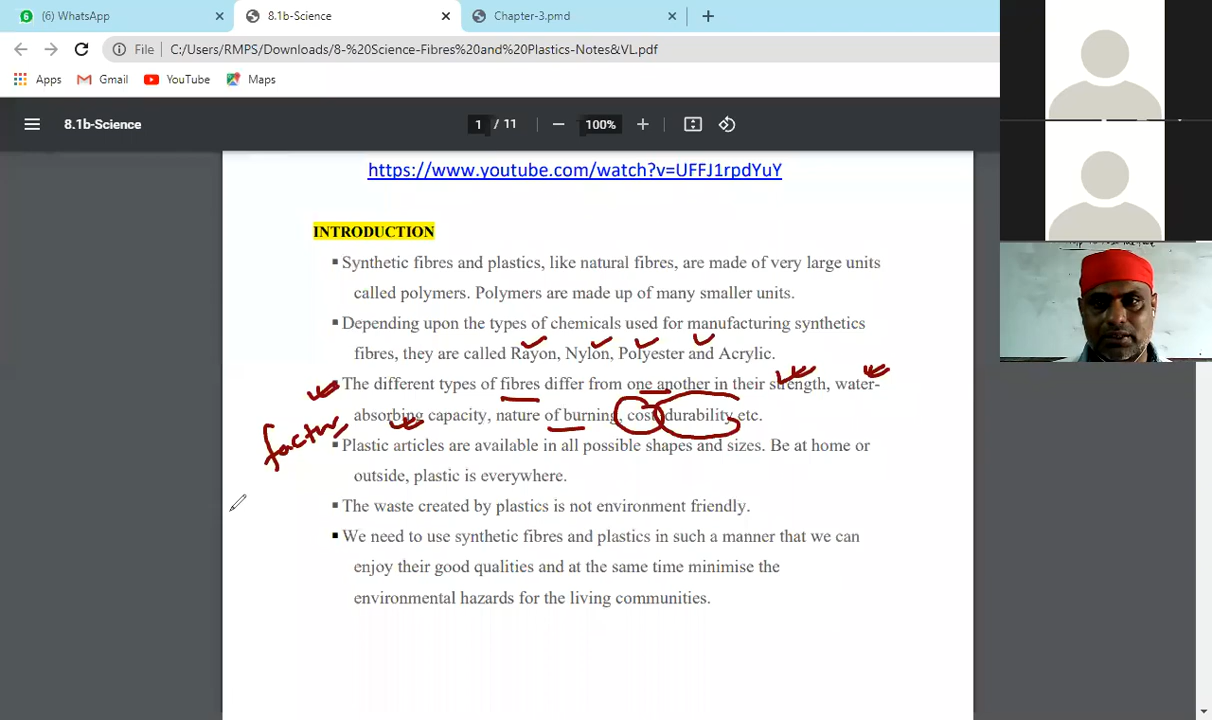 6 (6) WhatsApp
8.1b-Science
Chapter-3.pmd
File C:/Users/RMPS/Downloads/8-%20Science-Fibres%20and%20Plastics-Notes&VL.pdf
Apps Gmail YouTube Maps
8.1b-Science 1 / 11 100%
https://www.youtube.com/watch?v=UFFJ1rpdYuY
INTRODUCTION
▪ Synthetic fibres and plastics, like natural fibres, are made of very large units
called polymers. Polymers are made up of many smaller units.
▪ Depending upon the types of chemicals used for manufacturing synthetics
fibres, they are called Rayon, Nylon, Polyester and Acrylic.
The different types of fibres differ from one another in their strength, water-
absorbing capacity, nature of burning, cost, durability etc.
▪ Plastic articles are available in all possible shapes and sizes. Be at home or
outside, plastic is everywhere.
▪ The waste created by plastics is not environment friendly.
▪ We need to use synthetic fibres and plastics in such a manner that we can
enjoy their good qualities and at the same time minimise the
environmental hazards for the living communities.